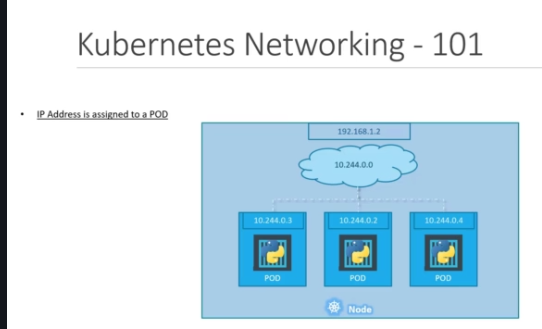 Kubernetes Networking - 101
• IP Address is assigned to a POD
192.168.1.2
10.244.0.0
10.244.0.3 10.244.0.2 10.244.0.4
POD POD POD
Node